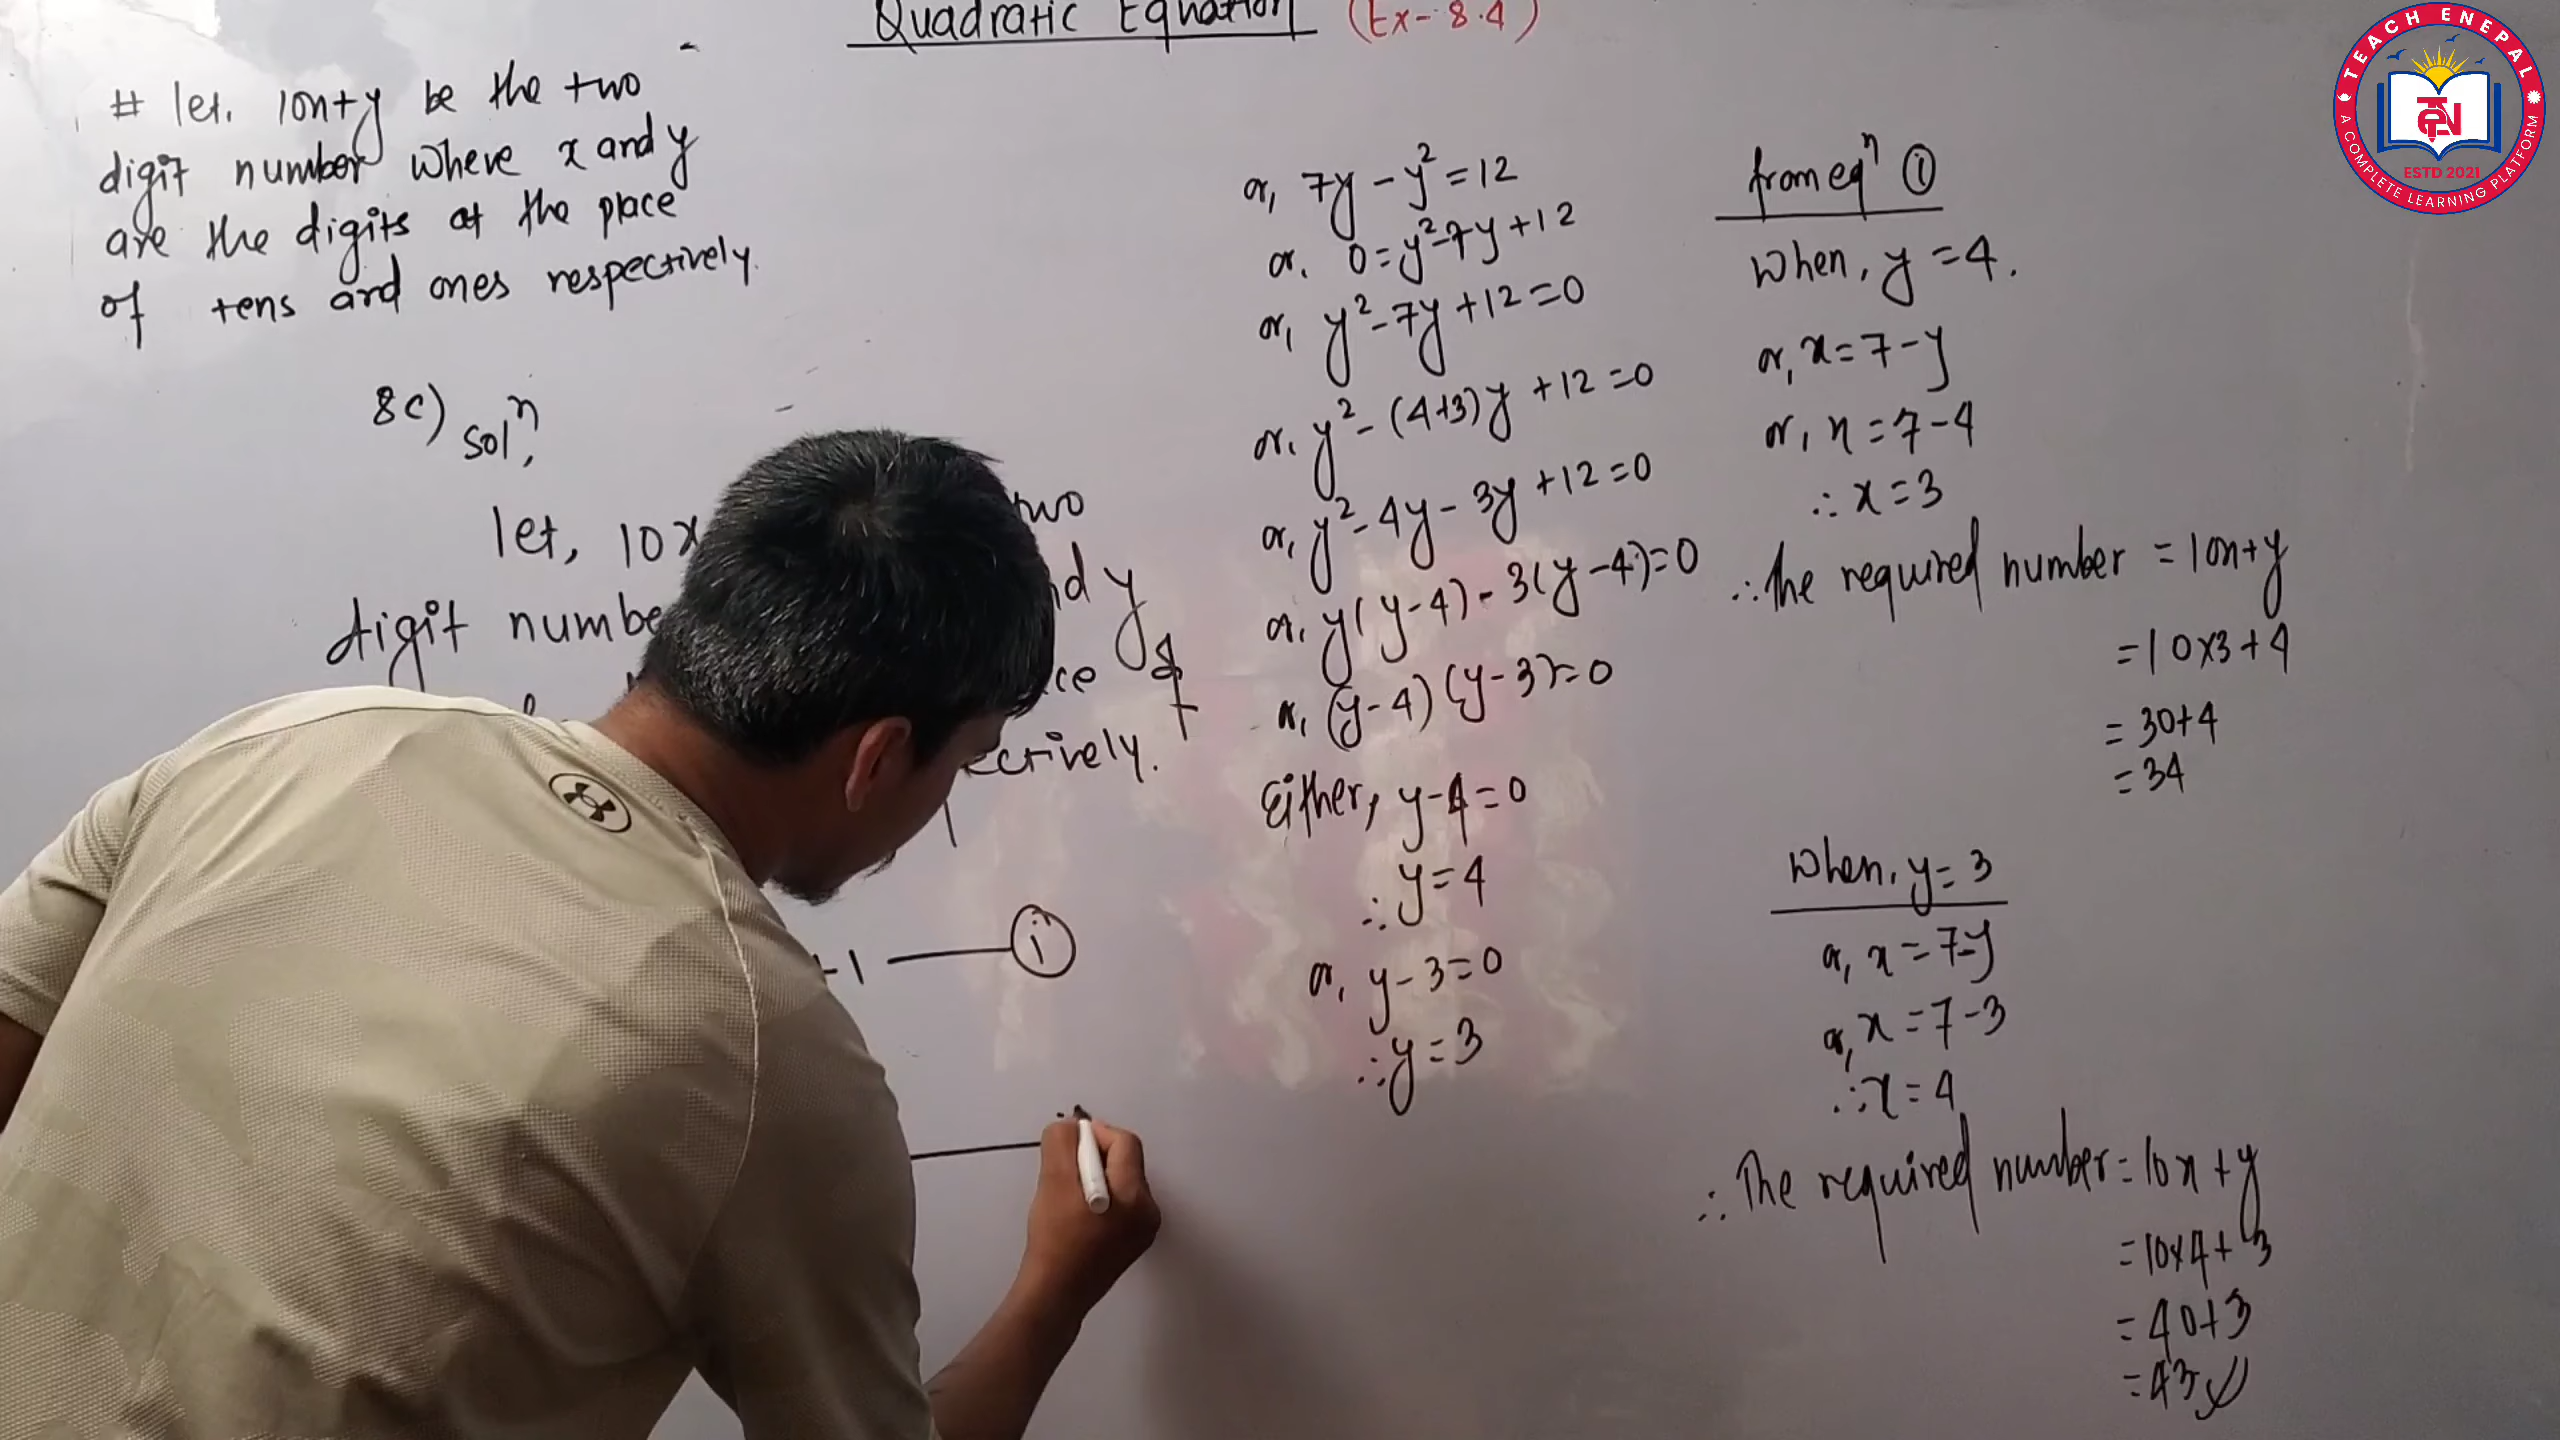 Quadratic Equation (Ex-8.4)
# let. 10x+y be the two
digit number where x and y
are the digits at the place
of tens and ones respectively.
8c) Solⁿ,
let, 10x two
digit numbe nd y
ce of
ectively.
+1 — (i)
or, 7y - y² = 12
or, 0 = y²-7y+12
or, y²-7y+12=0
or, y²-(4+3)y+12=0
or, y²-4y-3y+12=0
or, y(y-4)-3(y-4)=0
or, (y-4)(y-3)=0
Either, y-4=0
∴ y=4
or, y-3=0
∴ y=3
from eqⁿ (i)
When, y=4.
or, x=7-y
or, x=7-4
∴ x=3
∴ The required number = 10x+y
=10x3+4
=30+4
=34
When, y=3
or, x=7-y
or, x=7-3
∴ x=4
∴ The required number = 10x+y
=10x4+3
=40+3
=43
TEACH ENEPAL
TEN
ESTD 2021
A COMPLETE LEARNING PLATFORM